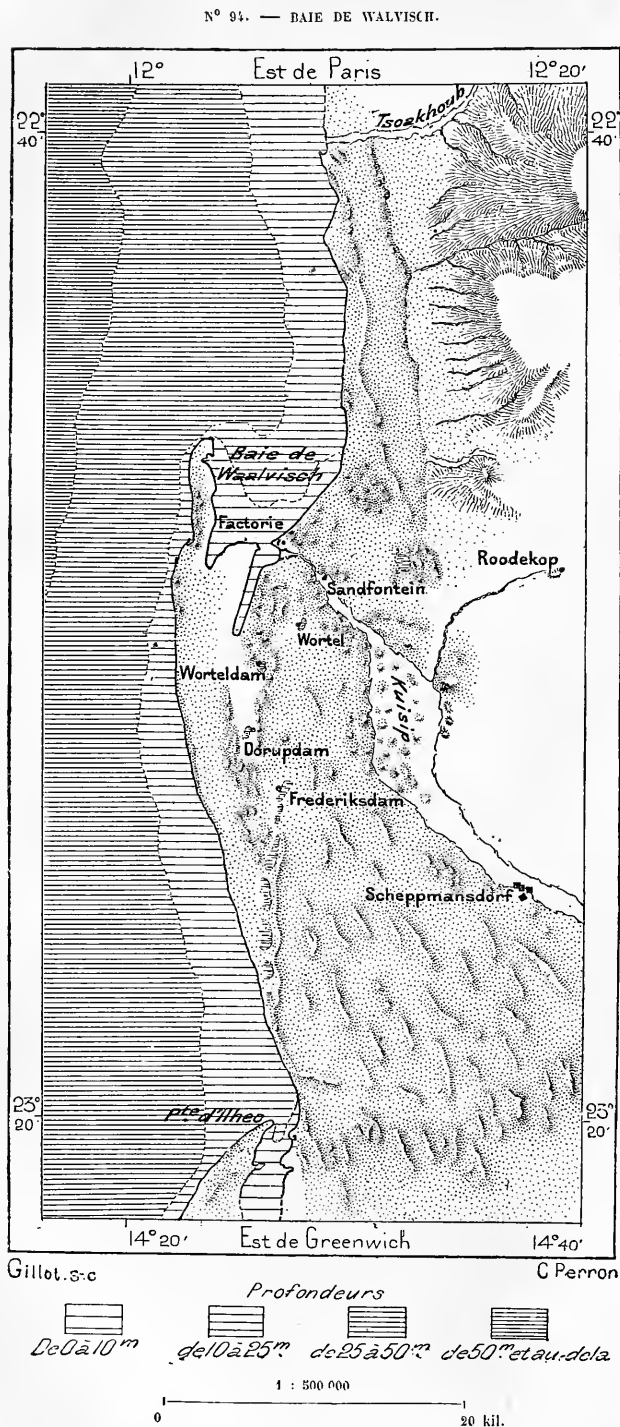 N° 94. — BAIE DE WALVISCH.
12° Est de Paris 12°20'
Tsoakhoub
22° 40' 22° 40'
Baie de
Waalvisch
Factorie
Roodekop
Sandfontein
Wortel
Worteldam
Kuisip
Dorupdam
Frederiksdam
Scheppmansdorf
23° 20' 23° 20'
Pte. d'Ilheo
14°20' Est de Greenwich 14°40'
Gillot.sc C Perron
Profondeurs
De 0 à 10m de 10 à 25m de 25 à 50m de 50m et au-dela
1 : 500 000
0 20 kil.